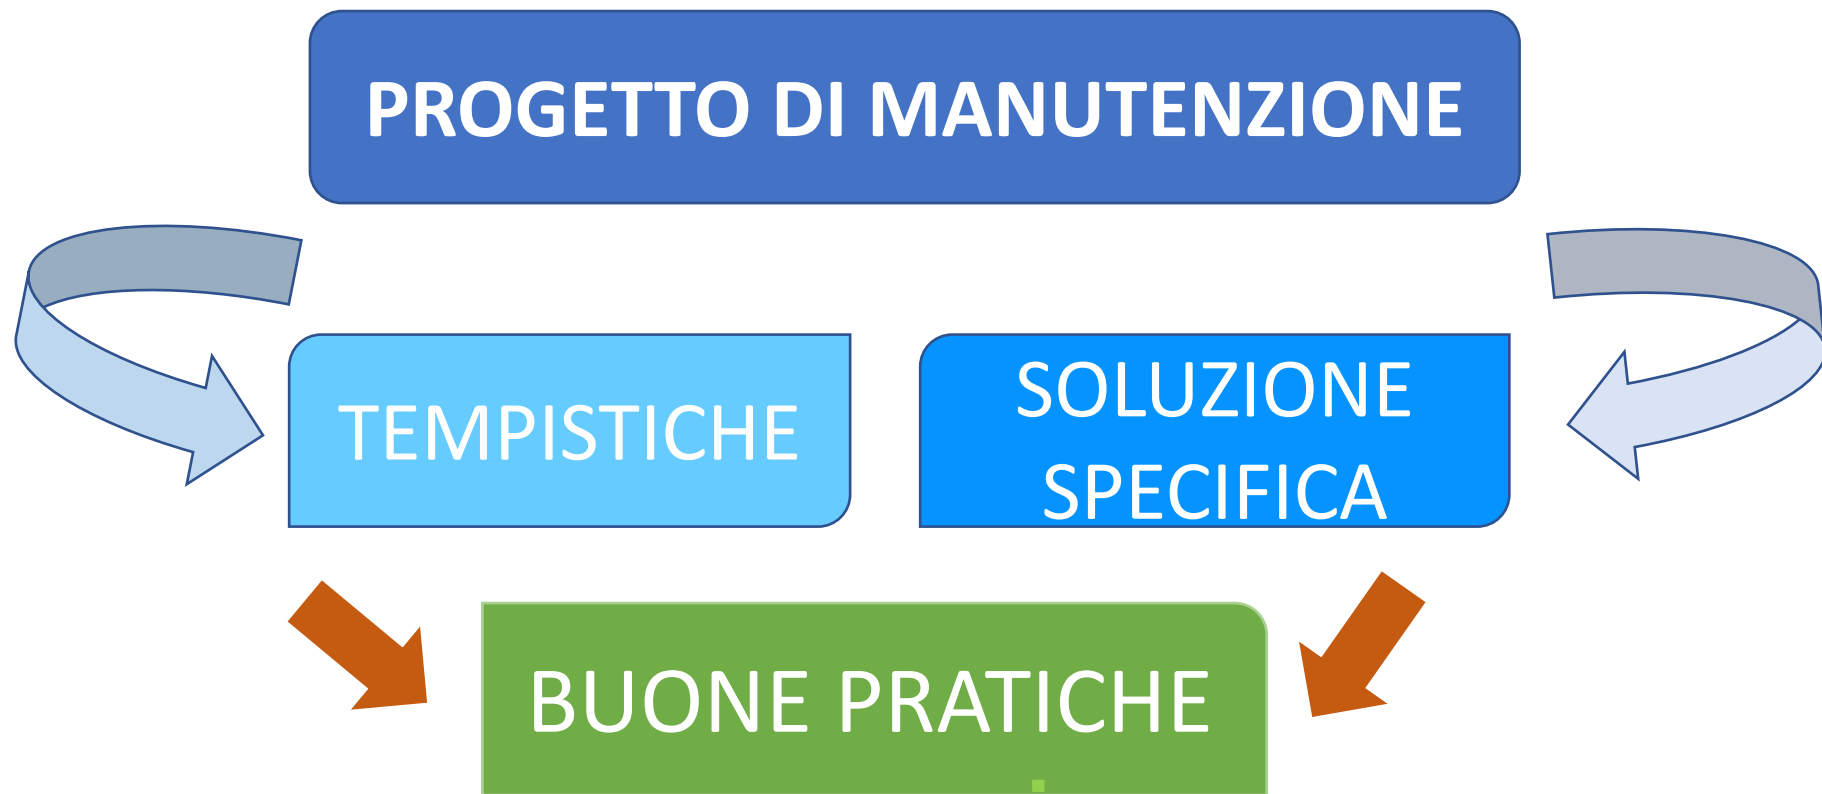 PROGETTO DI MANUTENZIONE
TEMPISTICHE
SOLUZIONE
SPECIFICA
BUONE PRATICHE